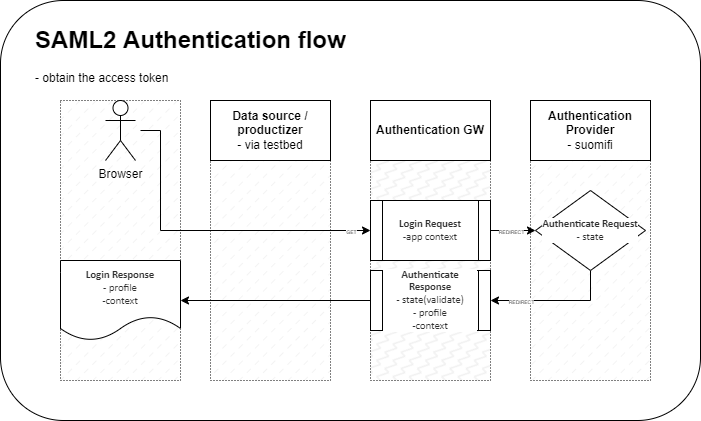 SAML2 Authentication flow
- obtain the access token
Browser
Data source /
productizer
- via testbed
Authentication GW
Authentication
Provider
- suomifi
GET
Login Request
-app context
REDIRECT
Authenticate Request
- state
Login Response
- profile
-context
Authenticate
Response
- state(validate)
- profile
-context
REDIRECT